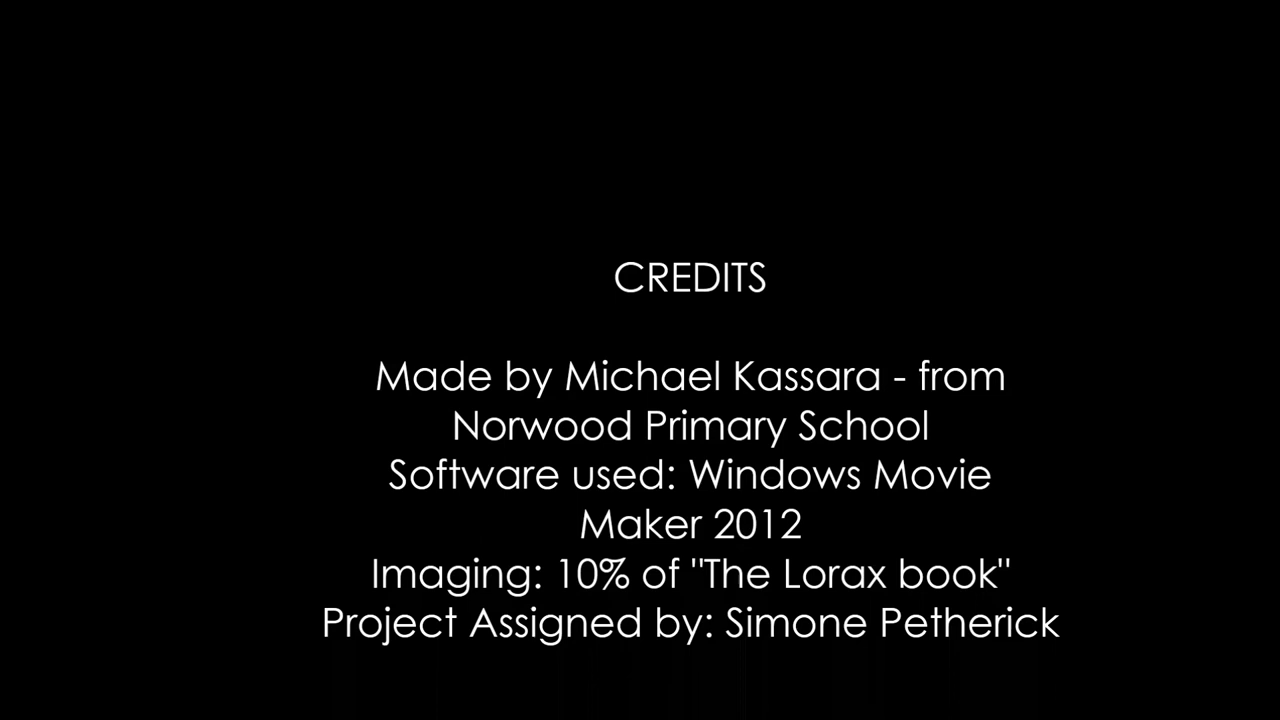 CREDITS
Made by Michael Kassara - from
Norwood Primary School
Software used: Windows Movie
Maker 2012
Imaging: 10% of "The Lorax book"
Project Assigned by: Simone Petherick